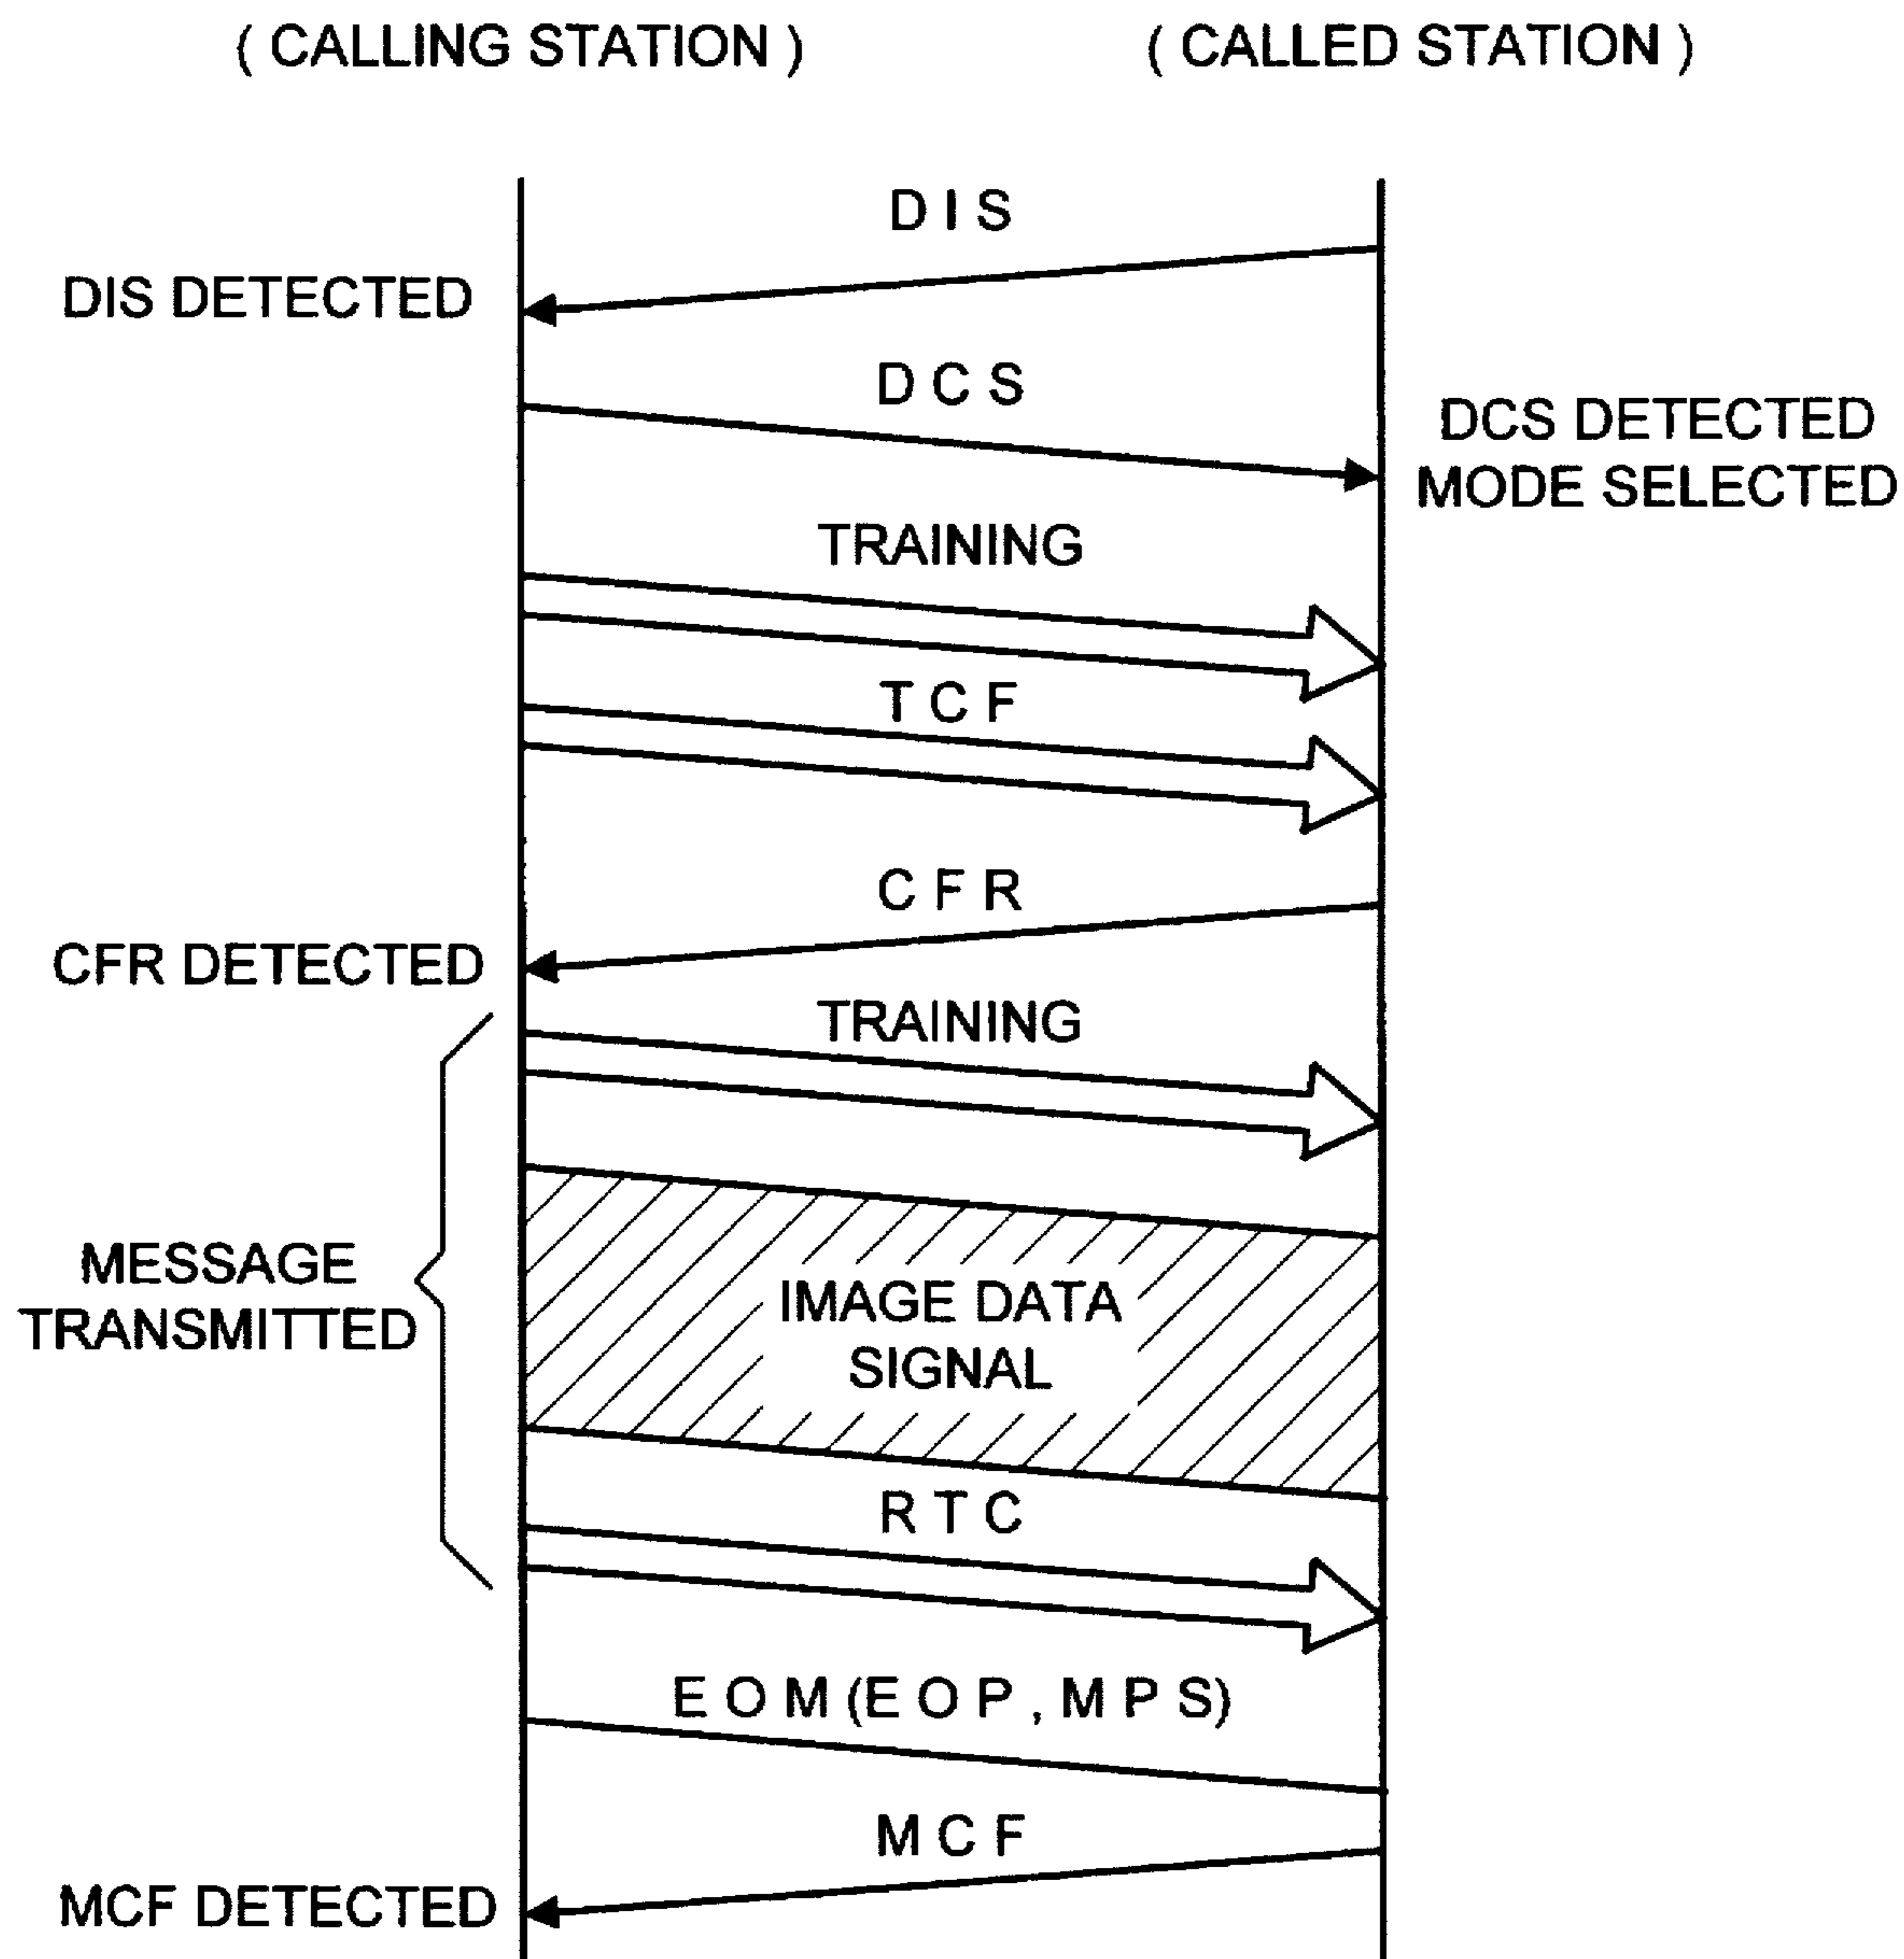 ( CALLING STATION ) ( CALLED STATION )
D I S
DIS DETECTED
D C S
DCS DETECTED
MODE SELECTED
TRAINING
T C F
C F R
CFR DETECTED
TRAINING
MESSAGE
TRANSMITTED
IMAGE DATA
SIGNAL
R T C
E O M (E O P , M P S)
M C F
MCF DETECTED